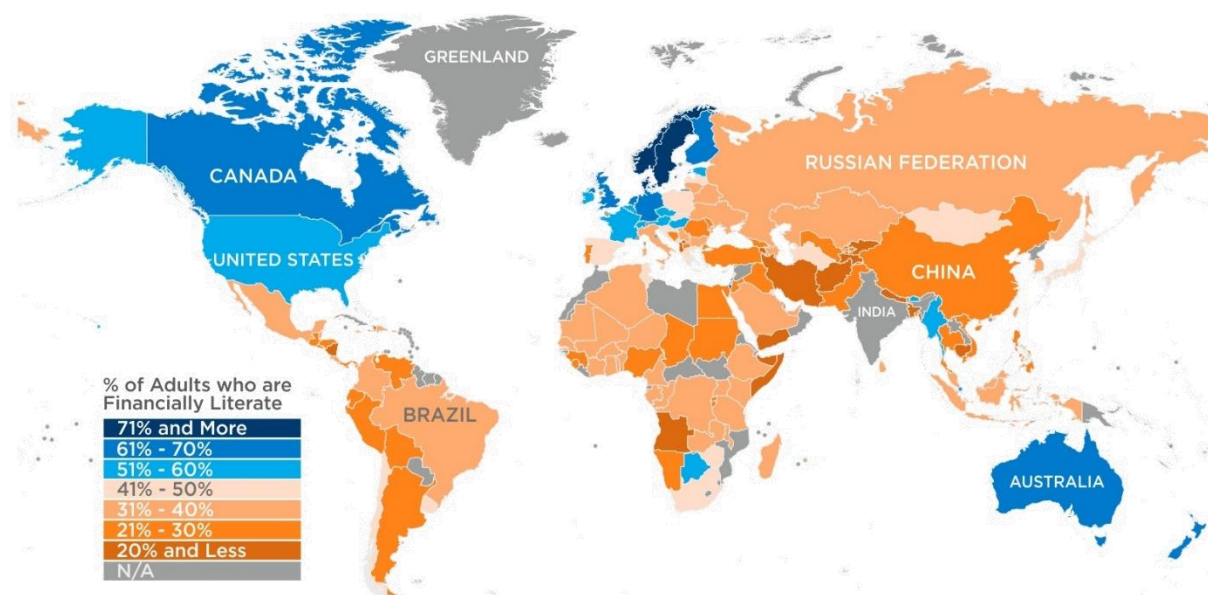 GREENLAND
CANADA
RUSSIAN FEDERATION
UNITED STATES
CHINA
INDIA
BRAZIL
AUSTRALIA
% of Adults who are
Financially Literate
71% and More
61% - 70%
51% - 60%
41% - 50%
31% - 40%
21% - 30%
20% and Less
N/A